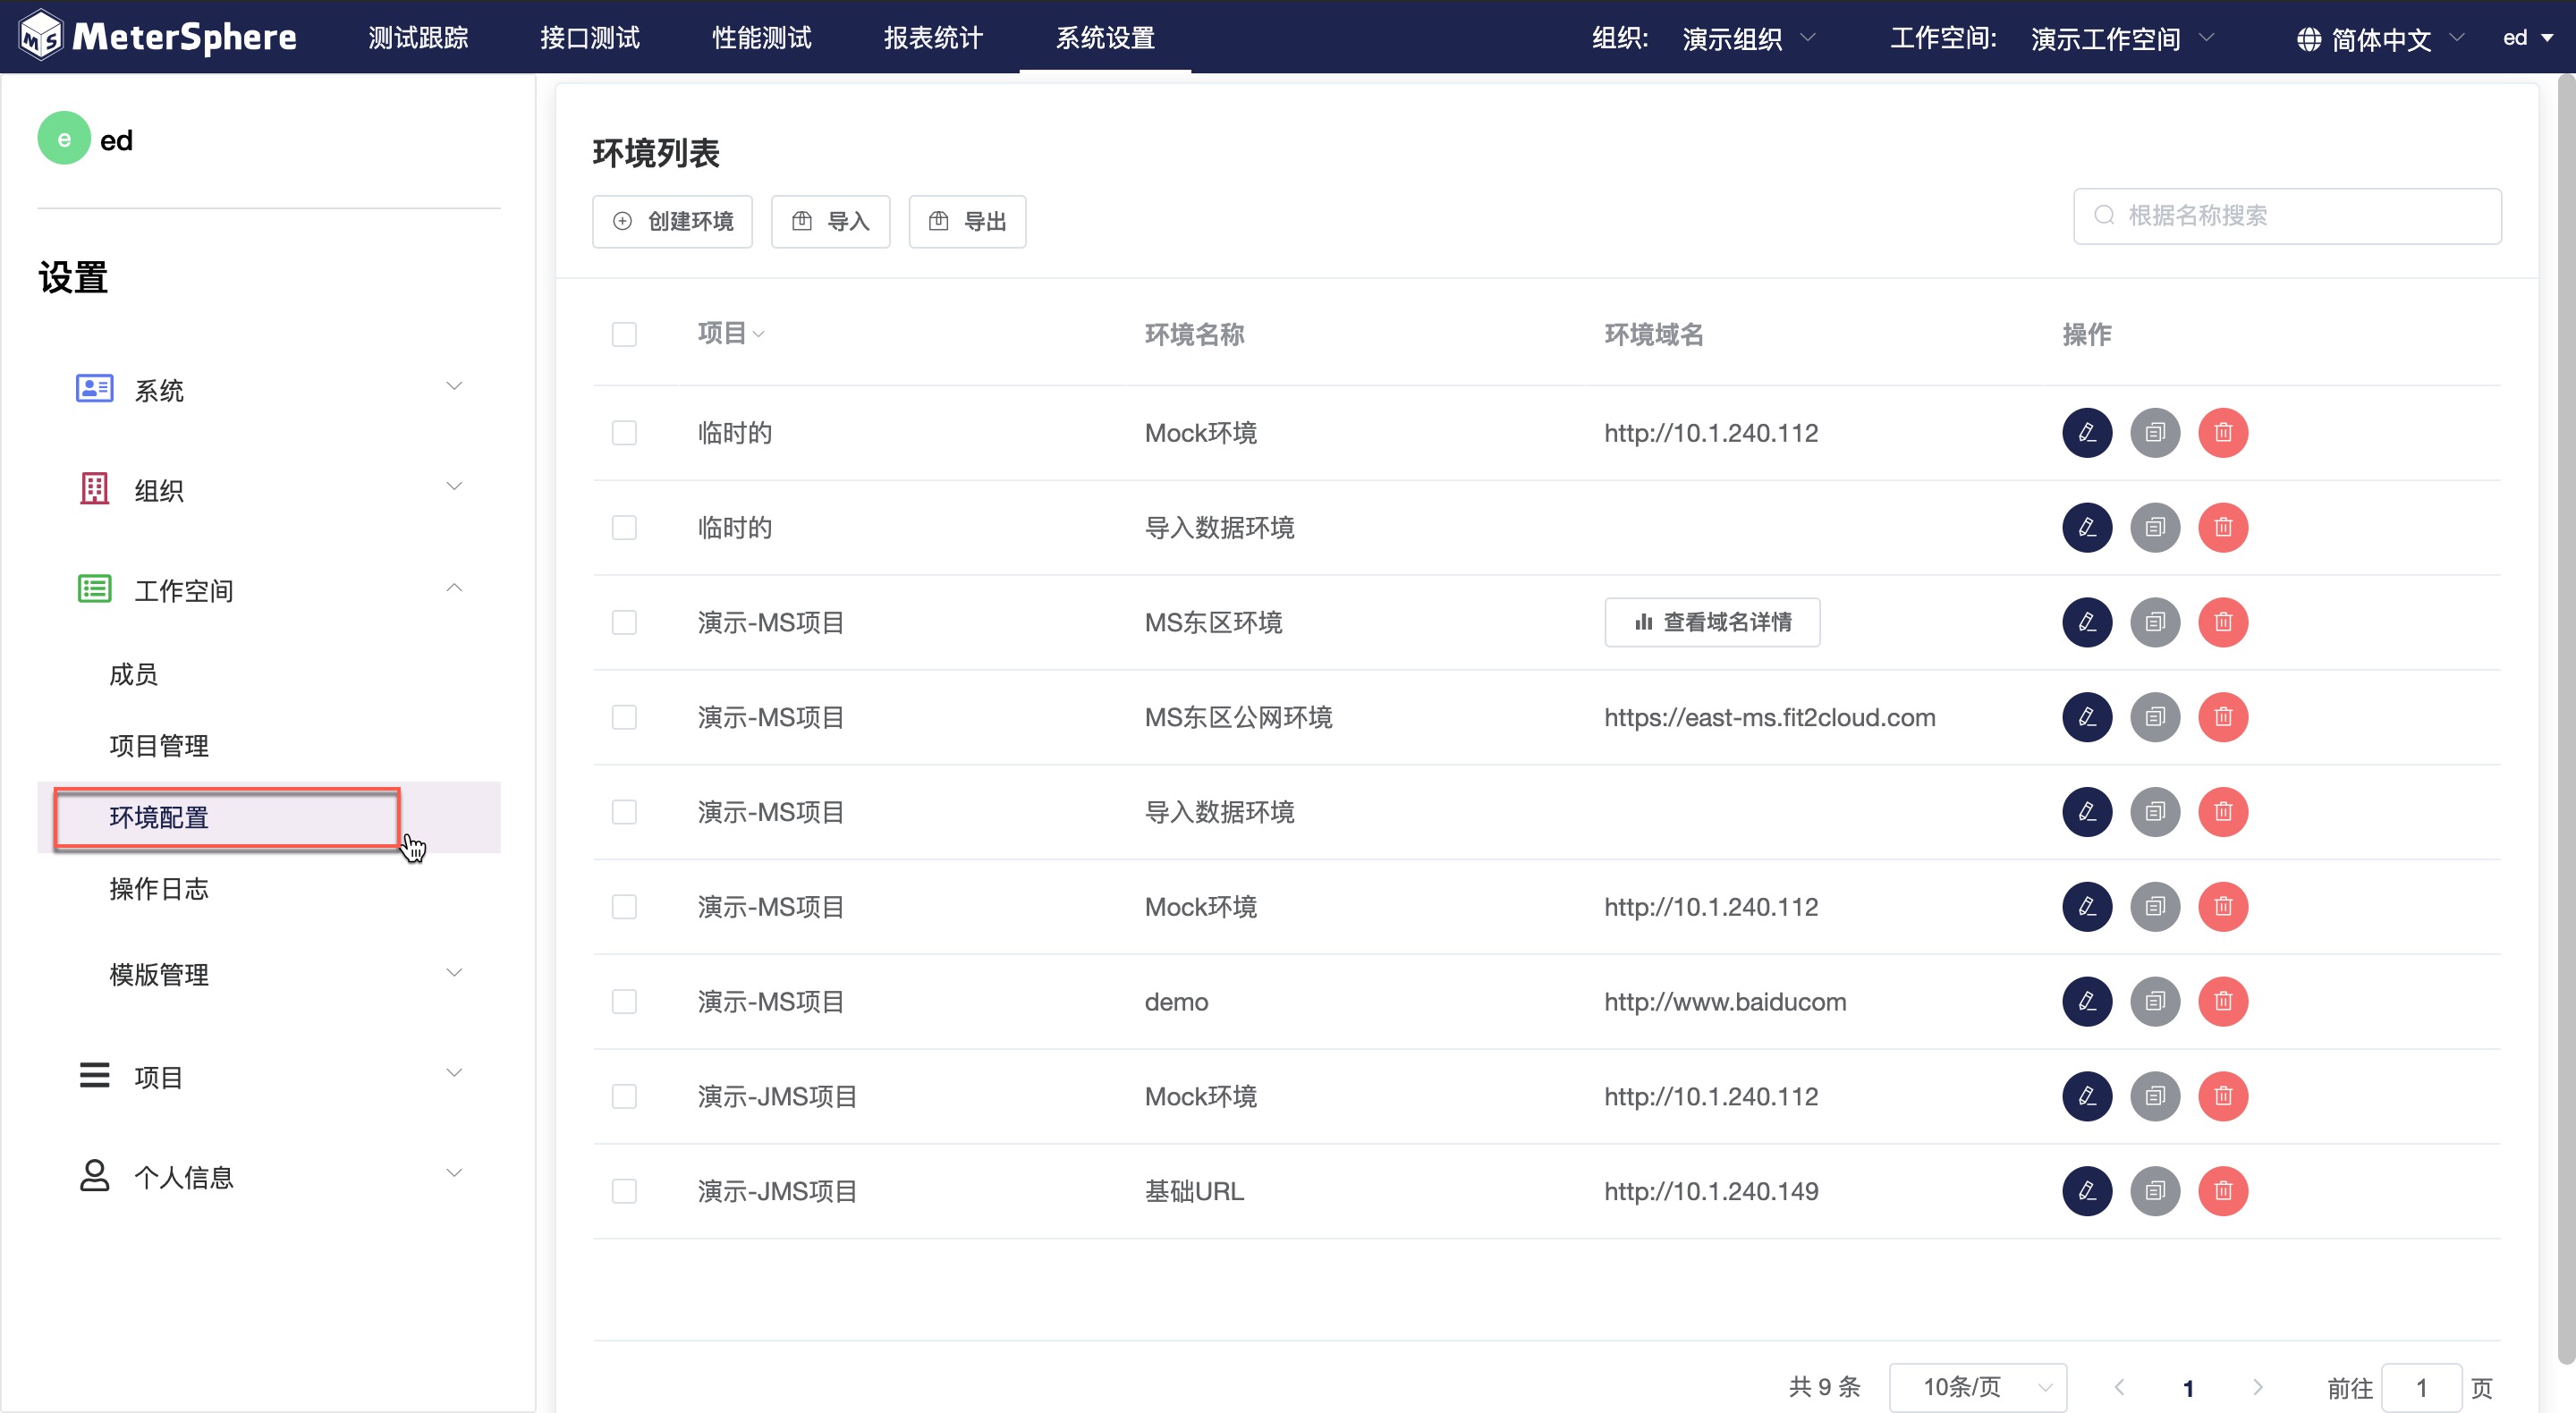 MS MeterSphere 测试跟踪 接口测试 性能测试 报表统计 系统设置 组织: 演示组织 工作空间: 演示工作空间 简体中文 ed
e ed
设置
系统
组织
工作空间
成员
项目管理
环境配置
操作日志
模版管理
项目
个人信息
环境列表
创建环境 导入 导出 根据名称搜索
项目 环境名称 环境域名 操作
临时的 Mock环境 http://10.1.240.112
临时的 导入数据环境
演示-MS项目 MS东区环境 查看域名详情
演示-MS项目 MS东区公网环境 https://east-ms.fit2cloud.com
演示-MS项目 导入数据环境
演示-MS项目 Mock环境 http://10.1.240.112
演示-MS项目 demo http://www.baiducom
演示-JMS项目 Mock环境 http://10.1.240.112
演示-JMS项目 基础URL http://10.1.240.149
共 9 条 10条/页 1 前往 1 页